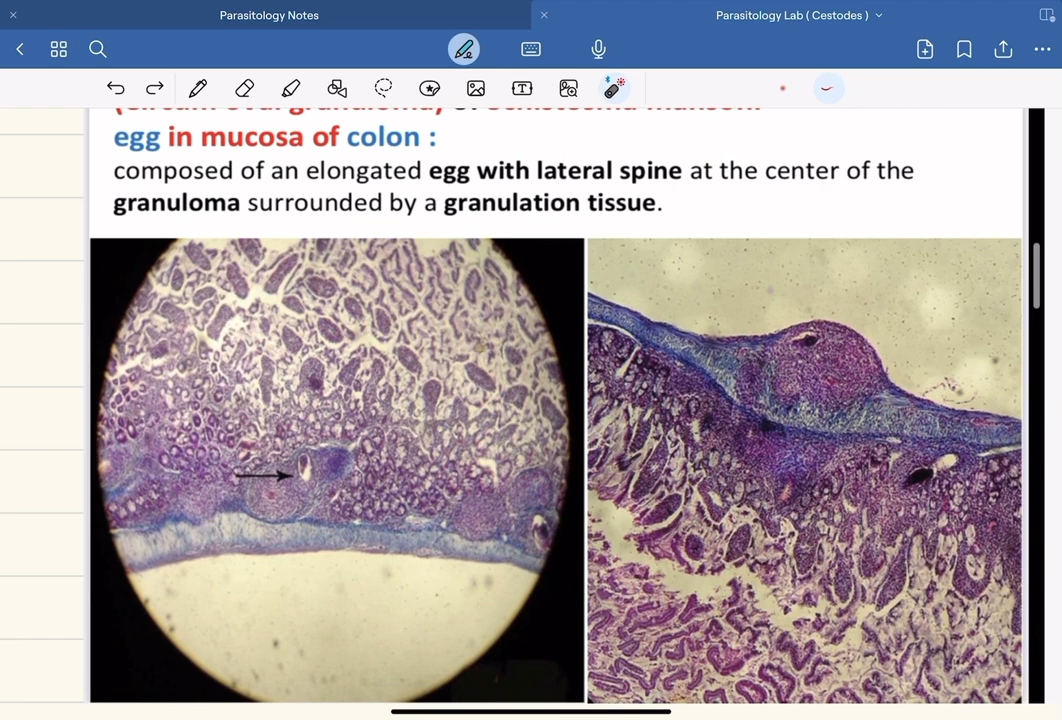 Parasitology Notes
Parasitology Lab ( Cestodes )
egg in mucosa of colon :
composed of an elongated egg with lateral spine at the center of the
granuloma surrounded by a granulation tissue.